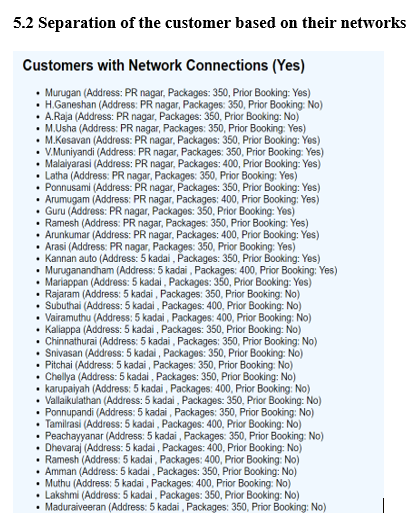 5.2 Separation of the customer based on their networks
Customers with Network Connections (Yes)
• Murugan (Address: PR nagar, Packages: 350, Prior Booking: Yes)
• H.Ganeshan (Address: PR nagar, Packages: 350, Prior Booking: No)
• A.Raja (Address: PR nagar, Packages: 350, Prior Booking: No)
• M.Usha (Address: PR nagar, Packages: 350, Prior Booking: Yes)
• M.Kesavan (Address: PR nagar, Packages: 350, Prior Booking: Yes)
• V.Muniyandi (Address: PR nagar, Packages: 350, Prior Booking: Yes)
• Malaiyarasi (Address: PR nagar, Packages: 400, Prior Booking: Yes)
• Latha (Address: PR nagar, Packages: 350, Prior Booking: Yes)
• Ponnusami (Address: PR nagar, Packages: 350, Prior Booking: Yes)
• Arumugam (Address: PR nagar, Packages: 400, Prior Booking: Yes)
• Guru (Address: PR nagar, Packages: 350, Prior Booking: Yes)
• Ramesh (Address: PR nagar, Packages: 350, Prior Booking: Yes)
• Arunkumar (Address: PR nagar, Packages: 400, Prior Booking: Yes)
• Arasi (Address: PR nagar, Packages: 350, Prior Booking: Yes)
• Kannan auto (Address: 5 kadai , Packages: 350, Prior Booking: Yes)
• Muruganandham (Address: 5 kadai , Packages: 400, Prior Booking: Yes)
• Mariappan (Address: 5 kadai , Packages: 350, Prior Booking: Yes)
• Rajaram (Address: 5 kadai , Packages: 350, Prior Booking: No)
• Subuthai (Address: 5 kadai , Packages: 400, Prior Booking: No)
• Vairamuthu (Address: 5 kadai , Packages: 400, Prior Booking: No)
• Kaliappa (Address: 5 kadai , Packages: 350, Prior Booking: No)
• Chinnathurai (Address: 5 kadai , Packages: 350, Prior Booking: No)
• Snivasan (Address: 5 kadai , Packages: 350, Prior Booking: No)
• Pitchai (Address: 5 kadai , Packages: 350, Prior Booking: No)
• Chellya (Address: 5 kadai , Packages: 350, Prior Booking: No)
• karupaiyah (Address: 5 kadai , Packages: 400, Prior Booking: No)
• Vallaikulathan (Address: 5 kadai , Packages: 350, Prior Booking: No)
• Ponnupandi (Address: 5 kadai , Packages: 350, Prior Booking: No)
• Tamilrasi (Address: 5 kadai , Packages: 400, Prior Booking: No)
• Peachayyanar (Address: 5 kadai , Packages: 350, Prior Booking: No)
• Dhevaraj (Address: 5 kadai , Packages: 400, Prior Booking: No)
• Ramesh (Address: 5 kadai , Packages: 400, Prior Booking: No)
• Amman (Address: 5 kadai , Packages: 350, Prior Booking: No)
• Muthu (Address: 5 kadai , Packages: 400, Prior Booking: No)
• Lakshmi (Address: 5 kadai , Packages: 350, Prior Booking: No)
• Maduraiveeran (Address: 5 kadai , Packages: 350, Prior Booking: No)